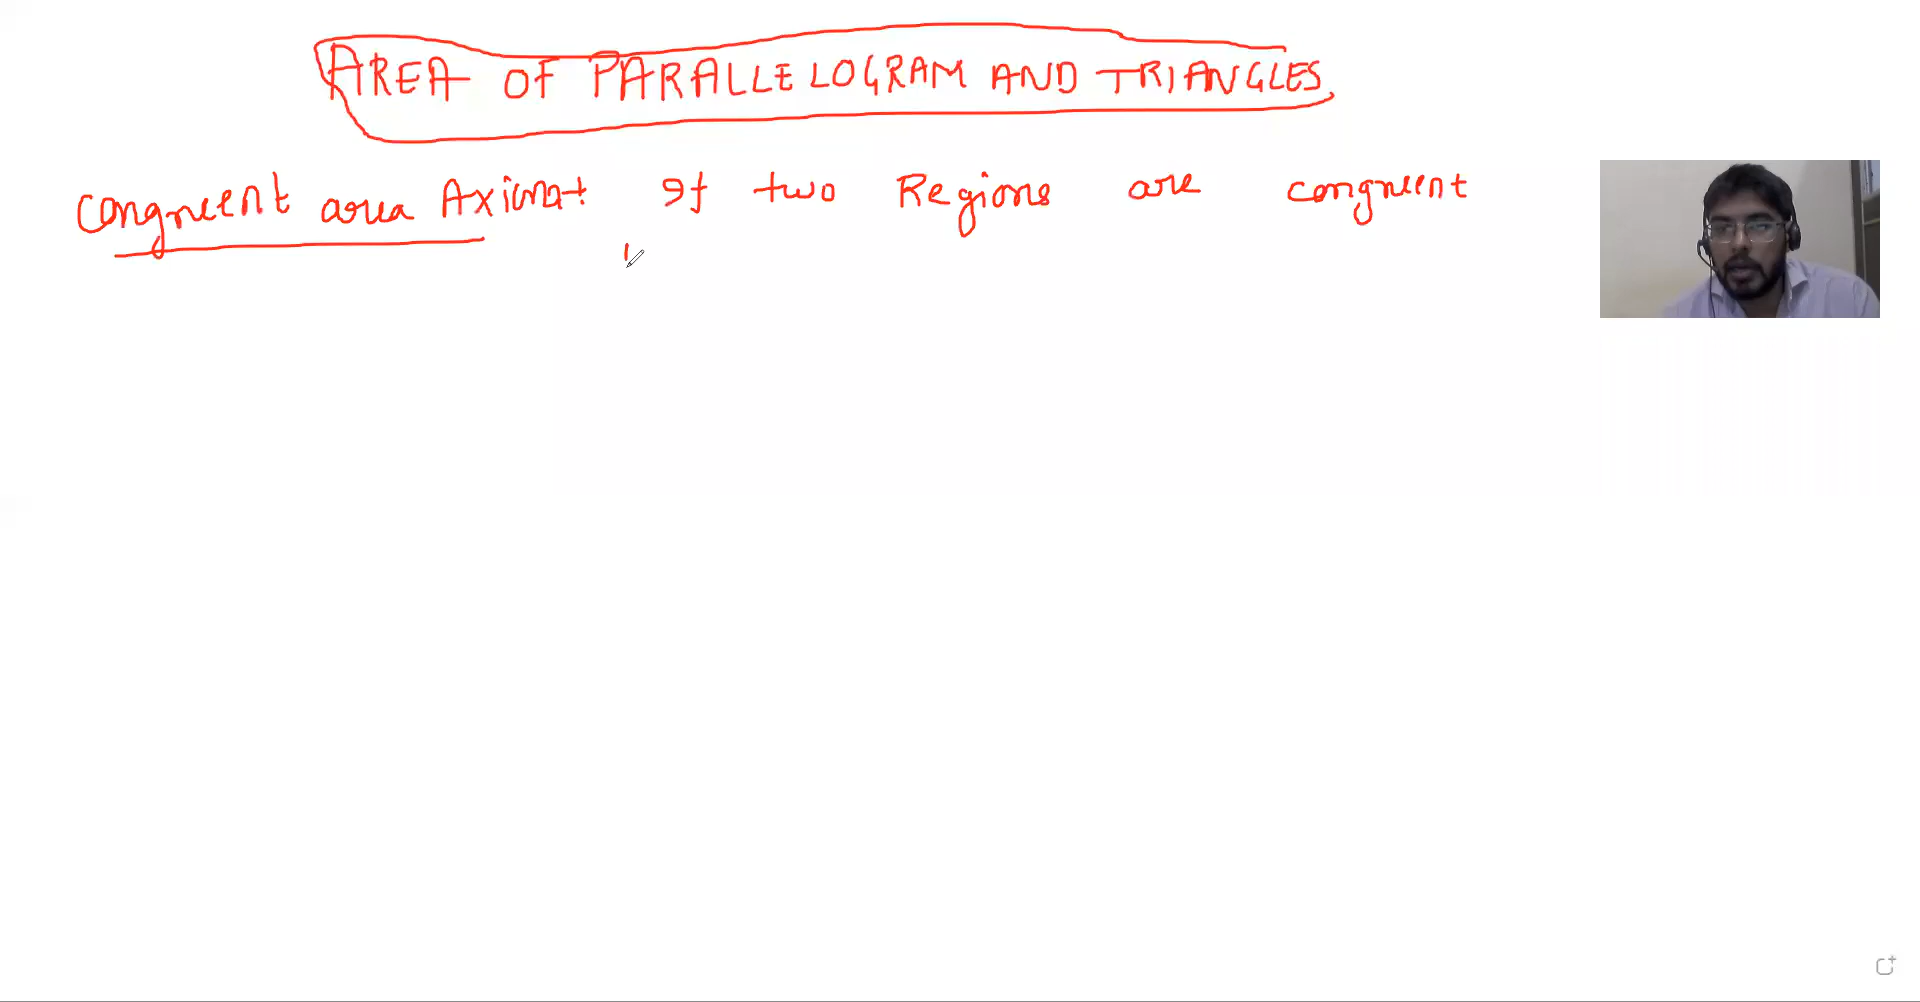 AREA OF PARALLELOGRAM AND TRIANGLES
Congruent area Axiom: If two Regions are congruent